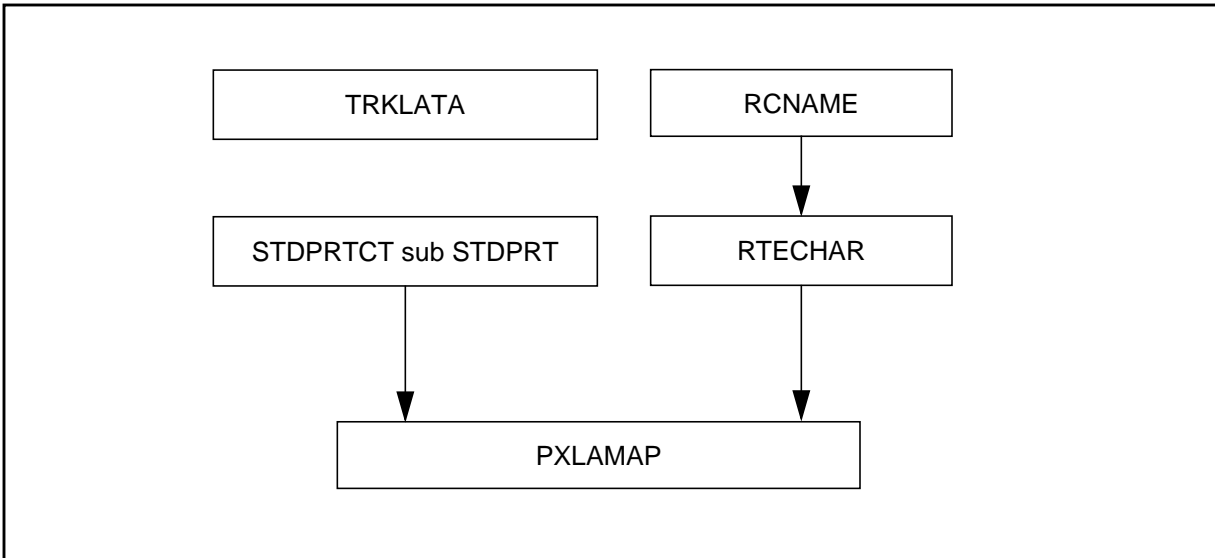 TRKLATA
RCNAME
STDPRTCT sub STDPRT
RTECHAR
PXLAMAP